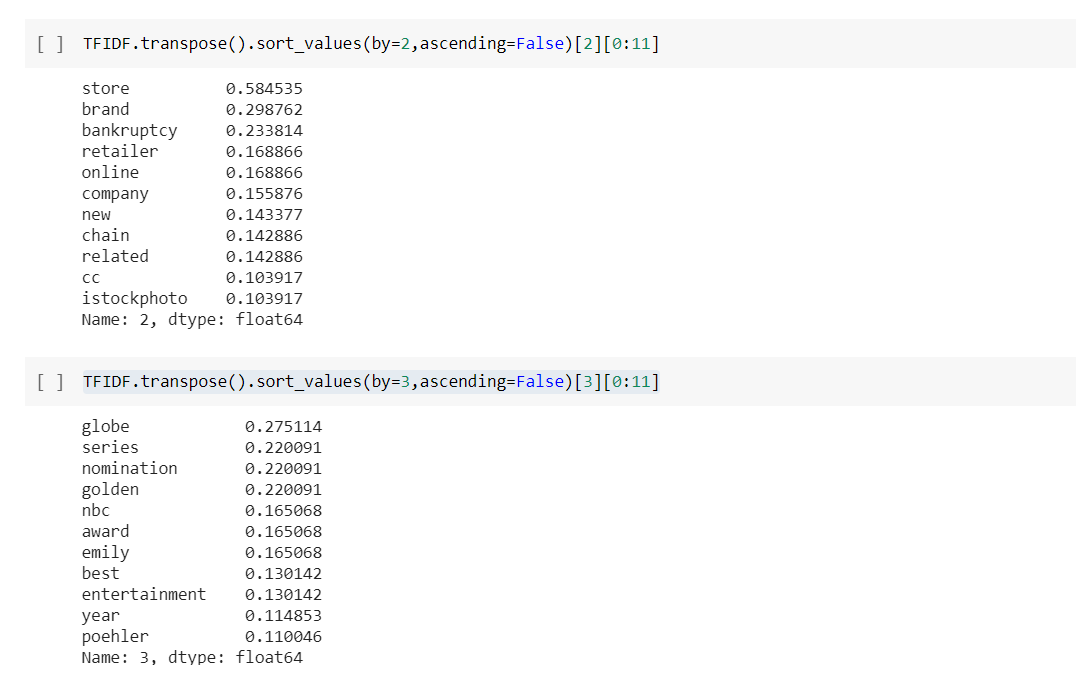 [ ] TFIDF.transpose().sort_values(by=2,ascending=False)[2][0:11]
store 0.584535
brand 0.298762
bankruptcy 0.233814
retailer 0.168866
online 0.168866
company 0.155876
new 0.143377
chain 0.142886
related 0.142886
cc 0.103917
istockphoto 0.103917
Name: 2, dtype: float64
[ ] TFIDF.transpose().sort_values(by=3,ascending=False)[3][0:11]
globe 0.275114
series 0.220091
nomination 0.220091
golden 0.220091
nbc 0.165068
award 0.165068
emily 0.165068
best 0.130142
entertainment 0.130142
year 0.114853
poehler 0.110046
Name: 3, dtype: float64